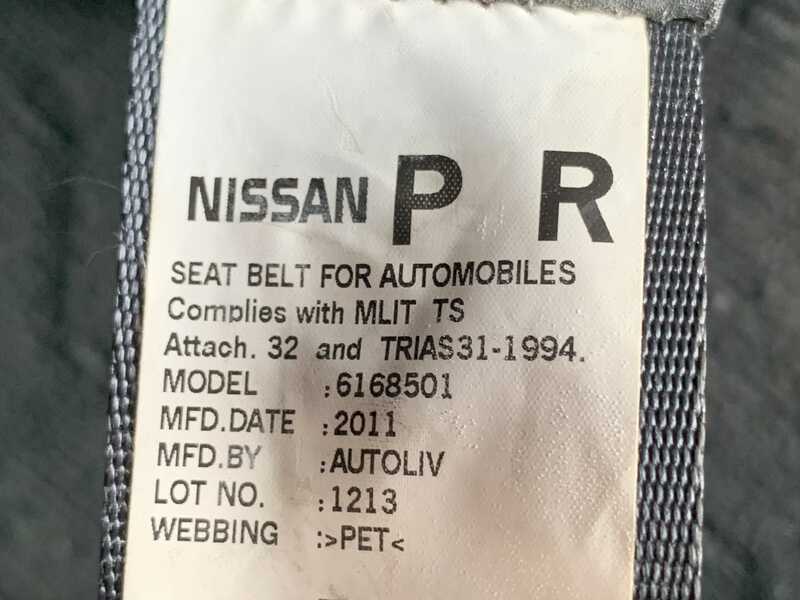 NISSAN P R
SEAT BELT FOR AUTOMOBILES
Complies with MLIT TS
Attach. 32 and TRIAS31-1994.
MODEL :6168501
MFD.DATE :2011
MFD.BY :AUTOLIV
LOT NO. :1213
WEBBING :>PET<